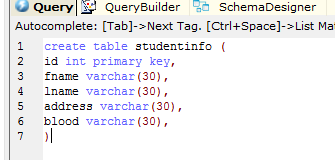 Query QueryBuilder SchemaDesigner
Autocomplete: [Tab]->Next Tag. [Ctrl+Space]->List Ma
1 create table studentinfo (
2 id int primary key,
3 fname varchar(30),
4 lname varchar(30),
5 address varchar(30),
6 blood varchar(30),
7 )